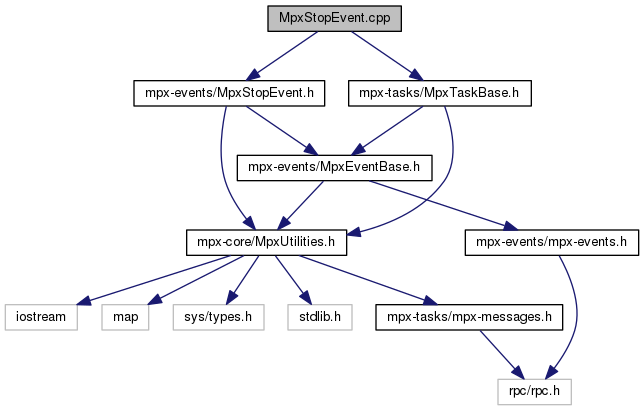 MpxStopEvent.cpp
mpx-events/MpxStopEvent.h
mpx-tasks/MpxTaskBase.h
mpx-events/MpxEventBase.h
mpx-core/MpxUtilities.h
mpx-events/mpx-events.h
iostream
map
sys/types.h
stdlib.h
mpx-tasks/mpx-messages.h
rpc/rpc.h